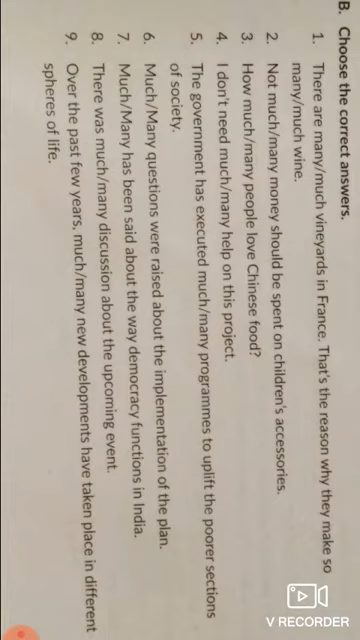 B. Choose the correct answers.
1. There are many/much vineyards in France. That's the reason why they make so
many/much wine.
2. Not much/many money should be spent on children's accessories.
3. How much/many people love Chinese food?
4. I don't need much/many help on this project.
5. The government has executed much/many programmes to uplift the poorer sections
of society.
6. Much/Many questions were raised about the implementation of the plan.
7. Much/Many has been said about the way democracy functions in India.
8. There was much/many discussion about the upcoming event.
9. Over the past few years, much/many new developments have taken place in different
spheres of life.
V RECORDER